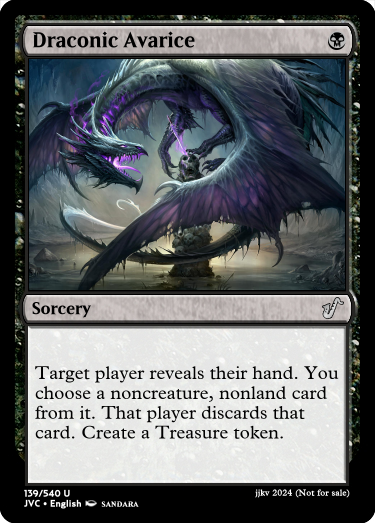 Draconic Avarice
Sorcery
Target player reveals their hand. You
choose a noncreature, nonland card
from it. That player discards that
card. Create a Treasure token.
139/540 U
jjkv 2024 (Not for sale)
JVC • English SANDARA